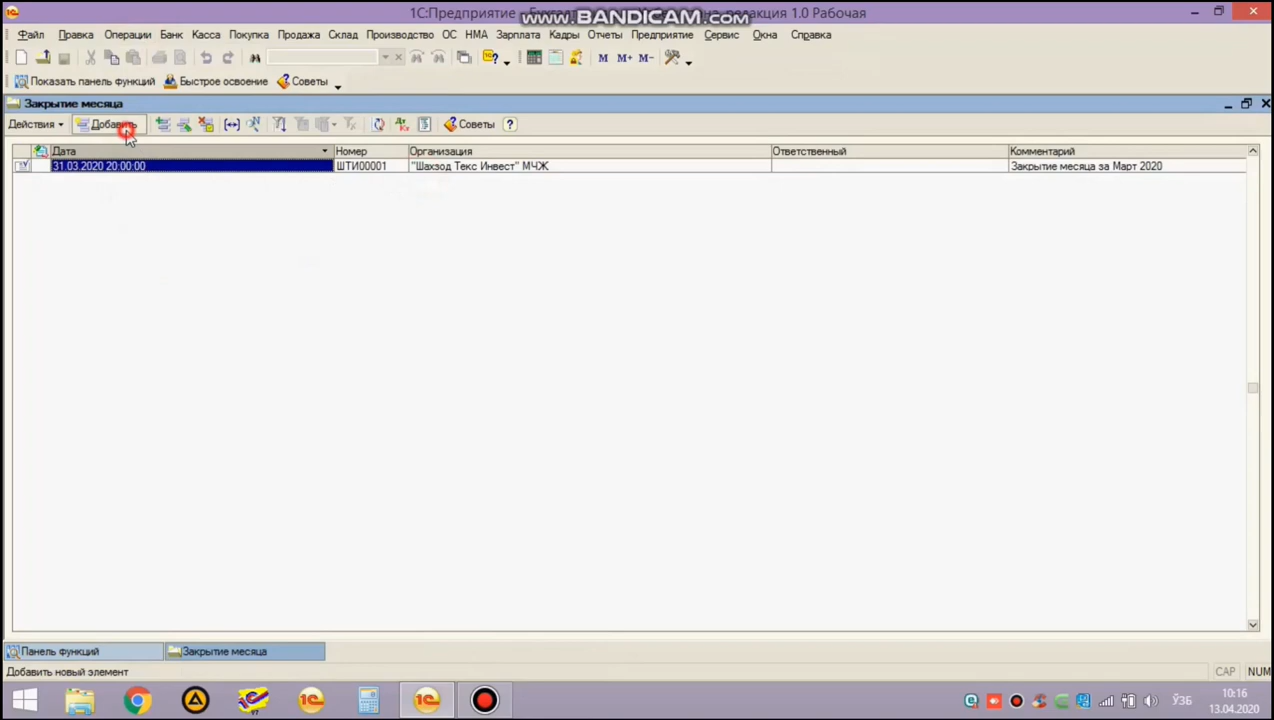 1С:Предприятие - Бухгал
на, редакция 1.0 Рабочая
www.BANDICAM.com
Файл Правка Операции Банк Касса Покупка Продажа Склад Производство ОС НМА Зарплата Кадры Отчеты Предприятие Сервис Окна Справка
M M+ M-
Показать панель функций Быстрое освоение Советы
Закрытие месяца
Действия Добавить Советы ?
Дата Номер Организация Ответственный Комментарий
31.03.2020 20:00:00 ШТИ00001 "Шахзод Текс Инвест" МЧЖ Закрытие месяца за Март 2020
Панель функций Закрытие месяца
Добавить новый элемент CAP NUM
ЎЗБ 10:16
13.04.2020